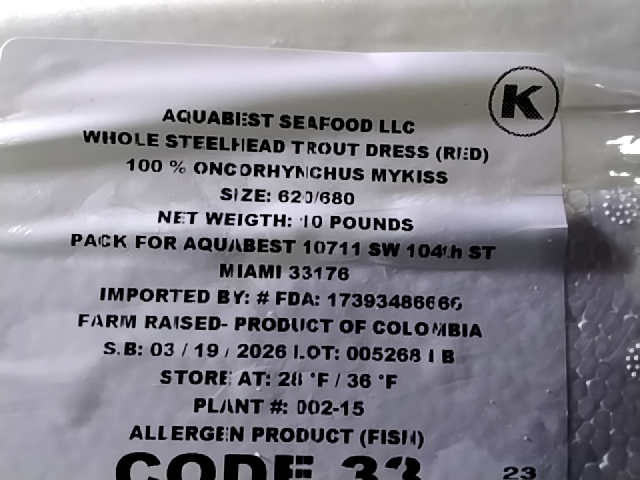 K
AQUABEST SEAFOOD LLC
WHOLE STEELHEAD TROUT DRESS (RED)
100 % ONCORHYNCHUS MYKISS
SIZE: 620/680
NET WEIGTH: 10 POUNDS
PACK FOR AQUABEST 10711 SW 104th ST
MIAMI 33176
IMPORTED BY: # FDA: 17393486666
FARM RAISED- PRODUCT OF COLOMBIA
S.B: 03 / 19 / 2026 LOT: 005268 I B
STORE AT: 28 °F / 36 °F
PLANT #: 002-15
ALLERGEN PRODUCT (FISH)
CODE 33
23